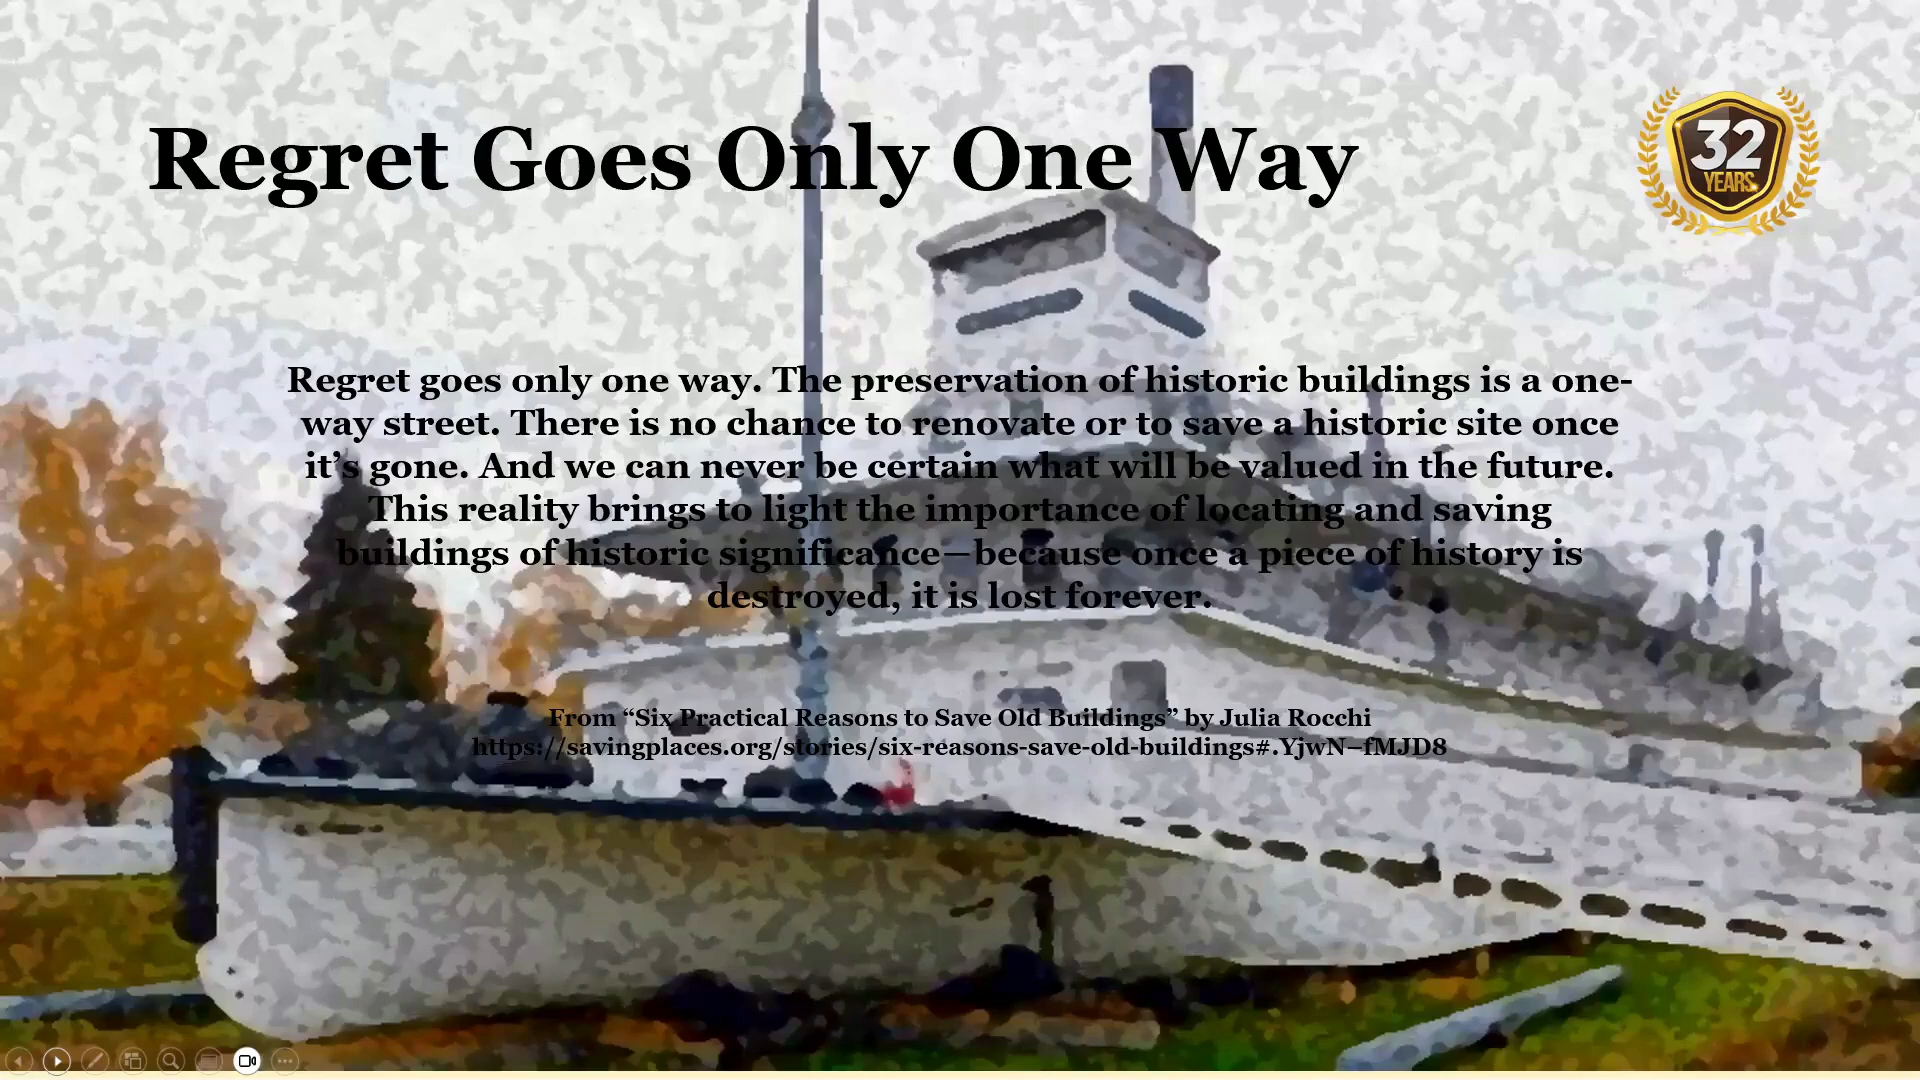 Regret Goes Only One Way
32
YEARS
Regret goes only one way. The preservation of historic buildings is a one-
way street. There is no chance to renovate or to save a historic site once
it’s gone. And we can never be certain what will be valued in the future.
This reality brings to light the importance of locating and saving
buildings of historic significance—because once a piece of history is
destroyed, it is lost forever.
From “Six Practical Reasons to Save Old Buildings” by Julia Rocchi
https://savingplaces.org/stories/six-reasons-save-old-buildings#.YjwN–fMJD8